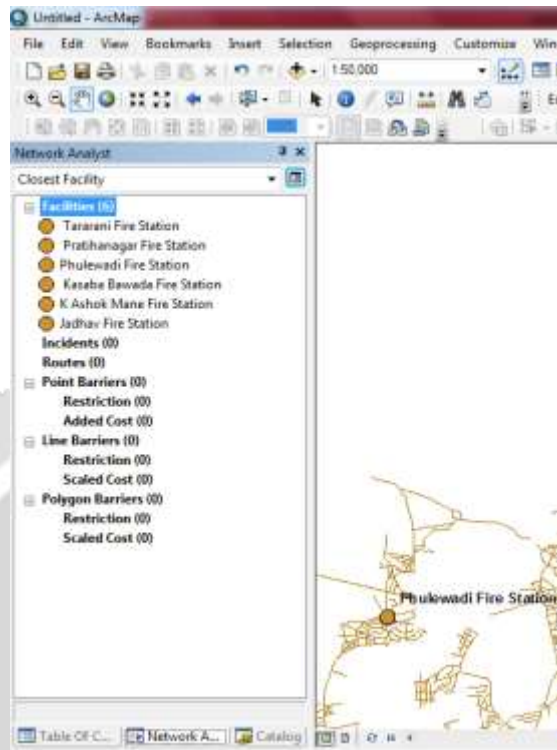 Untitled - ArcMap
File Edit View Bookmarks Insert Selection Geoprocessing Customize Win
1:50,000
Network Analyst
Closest Facility
Facilities (6)
Tararani Fire Station
Pratihanagar Fire Station
Phulewadi Fire Station
Kasaba Bawada Fire Station
K Ashok Mane Fire Station
Jadhav Fire Station
Incidents (0)
Routes (0)
Point Barriers (0)
Restriction (0)
Added Cost (0)
Line Barriers (0)
Restriction (0)
Scaled Cost (0)
Polygon Barriers (0)
Restriction (0)
Scaled Cost (0)
Phulewadi Fire Station
Table Of C... Network A... Catalog